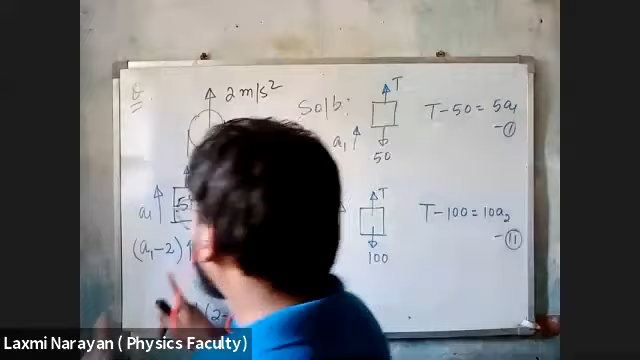 Q
2 m/s²
Solⁿ:
T
a₁
50
T-50 = 5a₁
-①
a₁
5
(a₁-2)
(2-
T
100
T-100 = 10a₂
-⑪
Laxmi Narayan ( Physics Faculty)